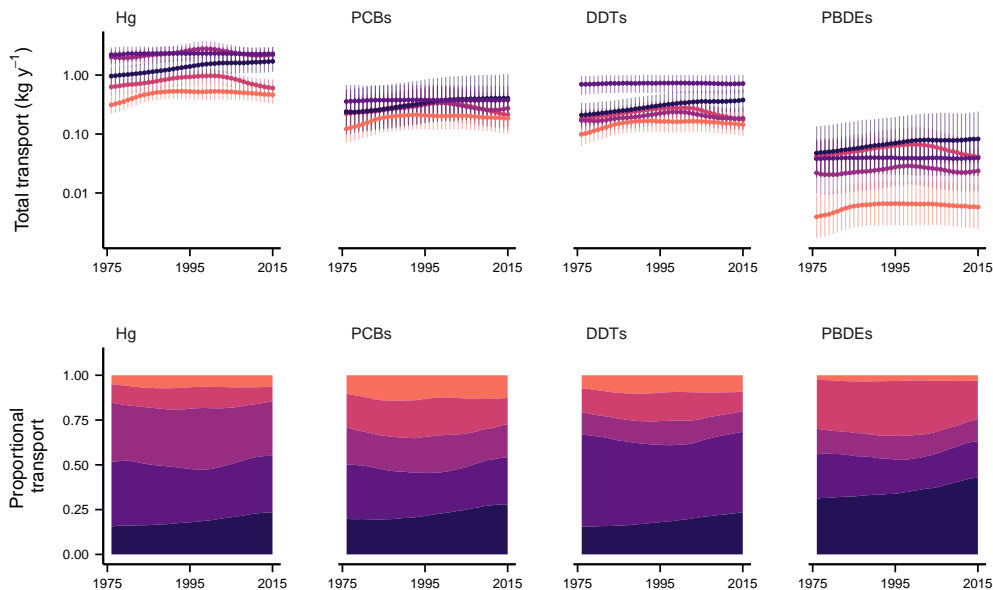 Hg PCBs DDTs PBDEs
Total transport (kg y⁻¹)
1.00
0.10
0.01
1975 1995 2015 1975 1995 2015 1975 1995 2015 1975 1995 2015
Hg PCBs DDTs PBDEs
Proportional
transport
1.00
0.75
0.50
0.25
0.00
1975 1995 2015 1975 1995 2015 1975 1995 2015 1975 1995 2015